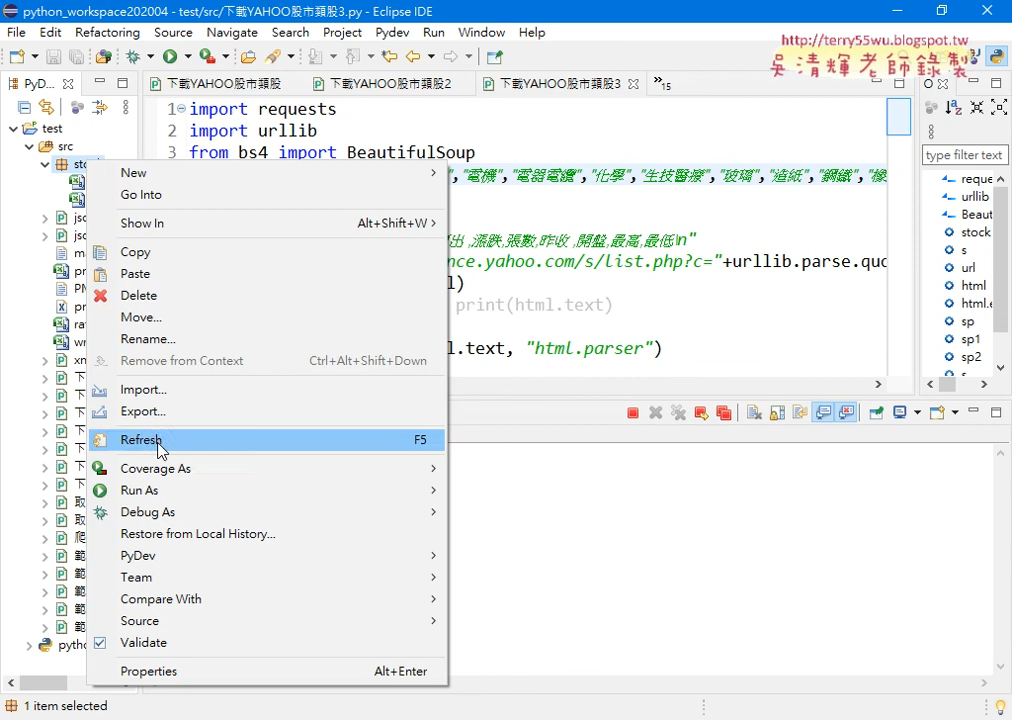 python_workspace202004 - test/src/下載YAHOO股市類股3.py - Eclipse IDE
File Edit Refactoring Source Navigate Search Project Pydev Run Window Help
http://terry55wu.blogspot.tw
吳清輝老師錄製
PyD...
下載YAHOO股市類股
下載YAHOO股市類股2
下載YAHOO股市類股3
15
O
test
src
1 import requests
2 import urllib
3 from bs4 import BeautifulSoup
,"電機","電器電纜","化學","生技醫療","玻璃","造紙","鋼鐵","橡
出 ,漲跌,張數,昨收 ,開盤,最高,最低\n"
nce.yahoo.com/s/list.php?c="+urllib.parse.quo
l)
print(html.text)
l.text, "html.parser")
type filter text
reque
urllib
Beaut
stock
s
url
html
html.e
sp
sp1
sp2
New
Go Into
Show In Alt+Shift+W
Copy
Paste
Delete
Move...
Rename...
Remove from Context Ctrl+Alt+Shift+Down
Import...
Export...
Refresh F5
Coverage As
Run As
Debug As
Restore from Local History...
PyDev
Team
Compare With
Source
Validate
Properties Alt+Enter
pytho
1 item selected